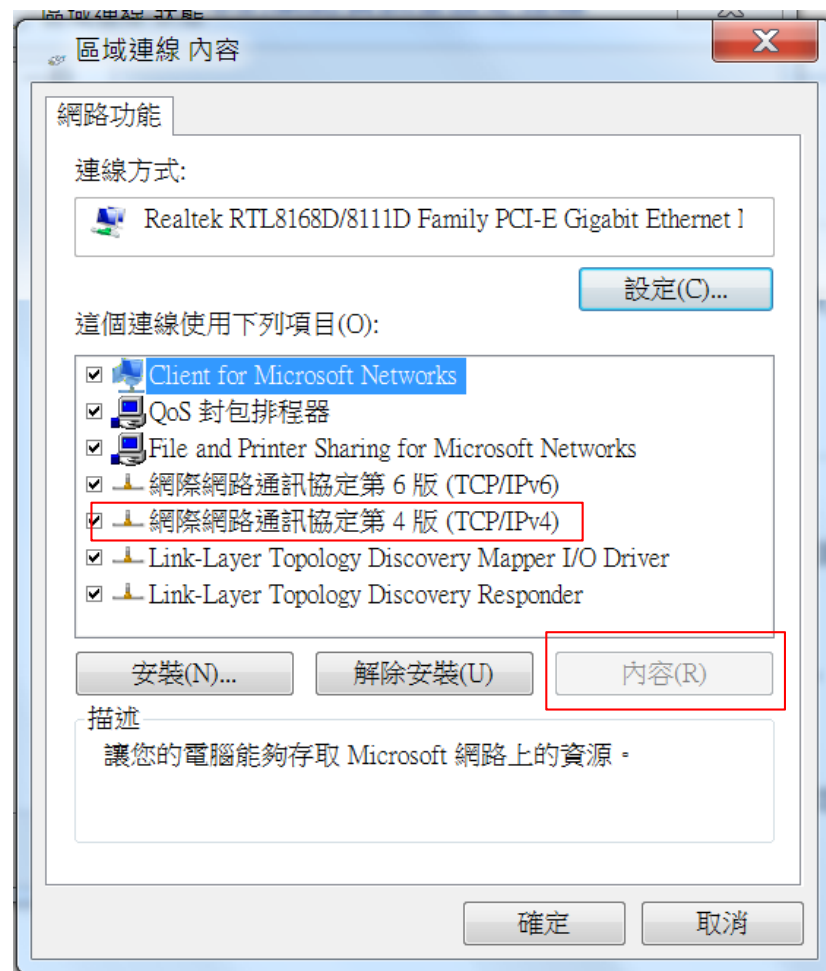 區域連線 狀態
區域連線 內容
網路功能
連線方式:
Realtek RTL8168D/8111D Family PCI-E Gigabit Ethernet
設定(C)...
這個連線使用下列項目(O):
Client for Microsoft Networks
QoS 封包排程器
File and Printer Sharing for Microsoft Networks
網際網路通訊協定第 6 版 (TCP/IPv6)
網際網路通訊協定第 4 版 (TCP/IPv4)
Link-Layer Topology Discovery Mapper I/O Driver
Link-Layer Topology Discovery Responder
安裝(N)... 解除安裝(U) 內容(R)
描述
讓您的電腦能夠存取 Microsoft 網路上的資源。
確定 取消